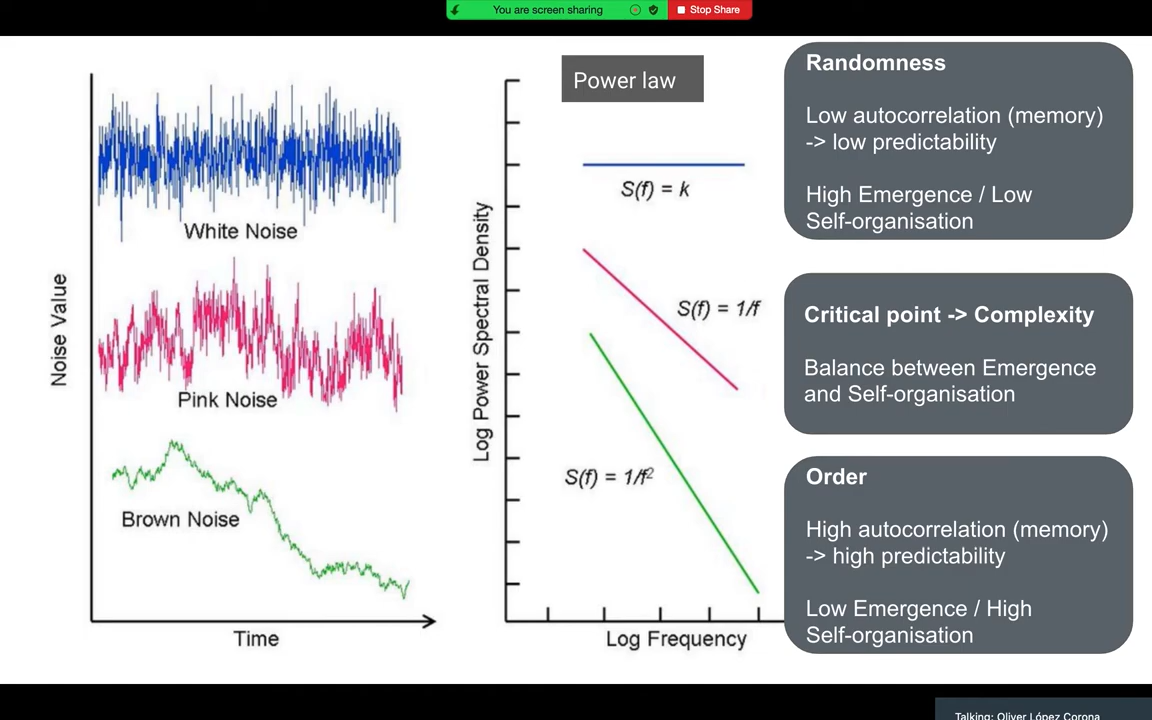 You are screen sharing
Stop Share
Power law
Noise Value
White Noise
Pink Noise
Brown Noise
Time
Log Power Spectral Density
S(f) = k
S(f) = 1/f
S(f) = 1/f²
Log Frequency
Randomness
Low autocorrelation (memory)
-> low predictability
High Emergence / Low
Self-organisation
Critical point -> Complexity
Balance between Emergence
and Self-organisation
Order
High autocorrelation (memory)
-> high predictability
Low Emergence / High
Self-organisation
Talking: Oliver López Corona